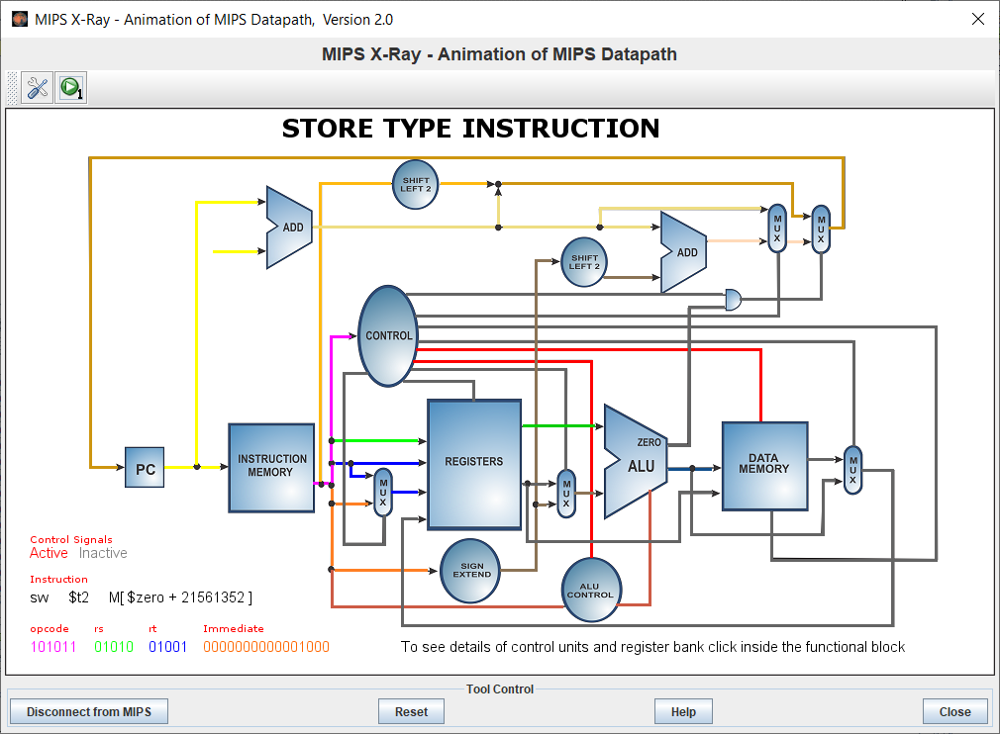 MIPS X-Ray - Animation of MIPS Datapath, Version 2.0
MIPS X-Ray - Animation of MIPS Datapath
1
STORE TYPE INSTRUCTION
SHIFT
LEFT 2
ADD
MUX
MUX
SHIFT
LEFT 2
ADD
CONTROL
PC
INSTRUCTION
MEMORY
MUX
REGISTERS
MUX
ZERO
ALU
DATA
MEMORY
MUX
SIGN
EXTEND
ALU
CONTROL
Control Signals
Active Inactive
Instruction
sw $t2 M[ $zero + 21561352 ]
opcode rs rt Immediate
101011 01010 01001 0000000000001000
To see details of control units and register bank click inside the functional block
Tool Control
Disconnect from MIPS Reset Help Close